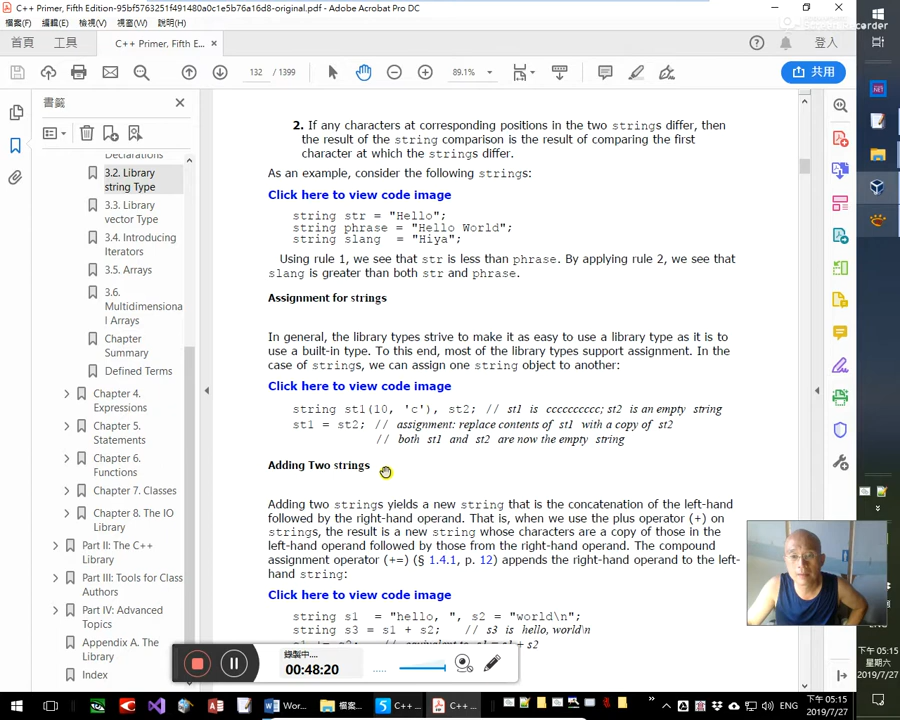 C++ Primer, Fifth Edition-95bf5763251f491480a0c1e5b76a16d8-original.pdf - Adobe Acrobat Pro DC
檔案(F) 編輯(E) 檢視(V) 視窗(W) 說明(H)
首頁 工具 C++ Primer, Fifth E... × 登入
132 / 1399 89.1% 共用
書籤
Declarations
3.2. Library
string Type
3.3. Library
vector Type
3.4. Introducing
Iterators
3.5. Arrays
3.6.
Multidimensional
Arrays
Chapter
Summary
Defined Terms
Chapter 4.
Expressions
Chapter 5.
Statements
Chapter 6.
Functions
Chapter 7. Classes
Chapter 8. The IO
Library
Part II: The C++
Library
Part III: Tools for Class
Authors
Part IV: Advanced
Topics
Appendix A. The
Library
Index
2. If any characters at corresponding positions in the two strings differ, then
the result of the string comparison is the result of comparing the first
character at which the strings differ.
As an example, consider the following strings:
Click here to view code image
string str = "Hello";
string phrase = "Hello World";
string slang  = "Hiya";
Using rule 1, we see that str is less than phrase. By applying rule 2, we see that
slang is greater than both str and phrase.
Assignment for strings
In general, the library types strive to make it as easy to use a library type as it is to
use a built-in type. To this end, most of the library types support assignment. In the
case of strings, we can assign one string object to another:
Click here to view code image
string st1(10, 'c'), st2; // st1 is cccccccccc; st2 is an empty string
st1 = st2; // assignment: replace contents of st1 with a copy of st2
// both st1 and st2 are now the empty string
Adding Two strings
Adding two strings yields a new string that is the concatenation of the left-hand
followed by the right-hand operand. That is, when we use the plus operator (+) on
strings, the result is a new string whose characters are a copy of those in the
left-hand operand followed by those from the right-hand operand. The compound
assignment operator (+=) (§ 1.4.1, p. 12) appends the right-hand operand to the left-
hand string:
Click here to view code image
string s1  = "hello, ", s2 = "world\n";
string s3 = s1 + s2;   // s3 is hello, world\n
錄製中....
00:48:20
下午 05:15
星期六
2019/7/27
Wor...
檔案...
C++ ...
C++ ...
ENG
下午 05:15
2019/7/27